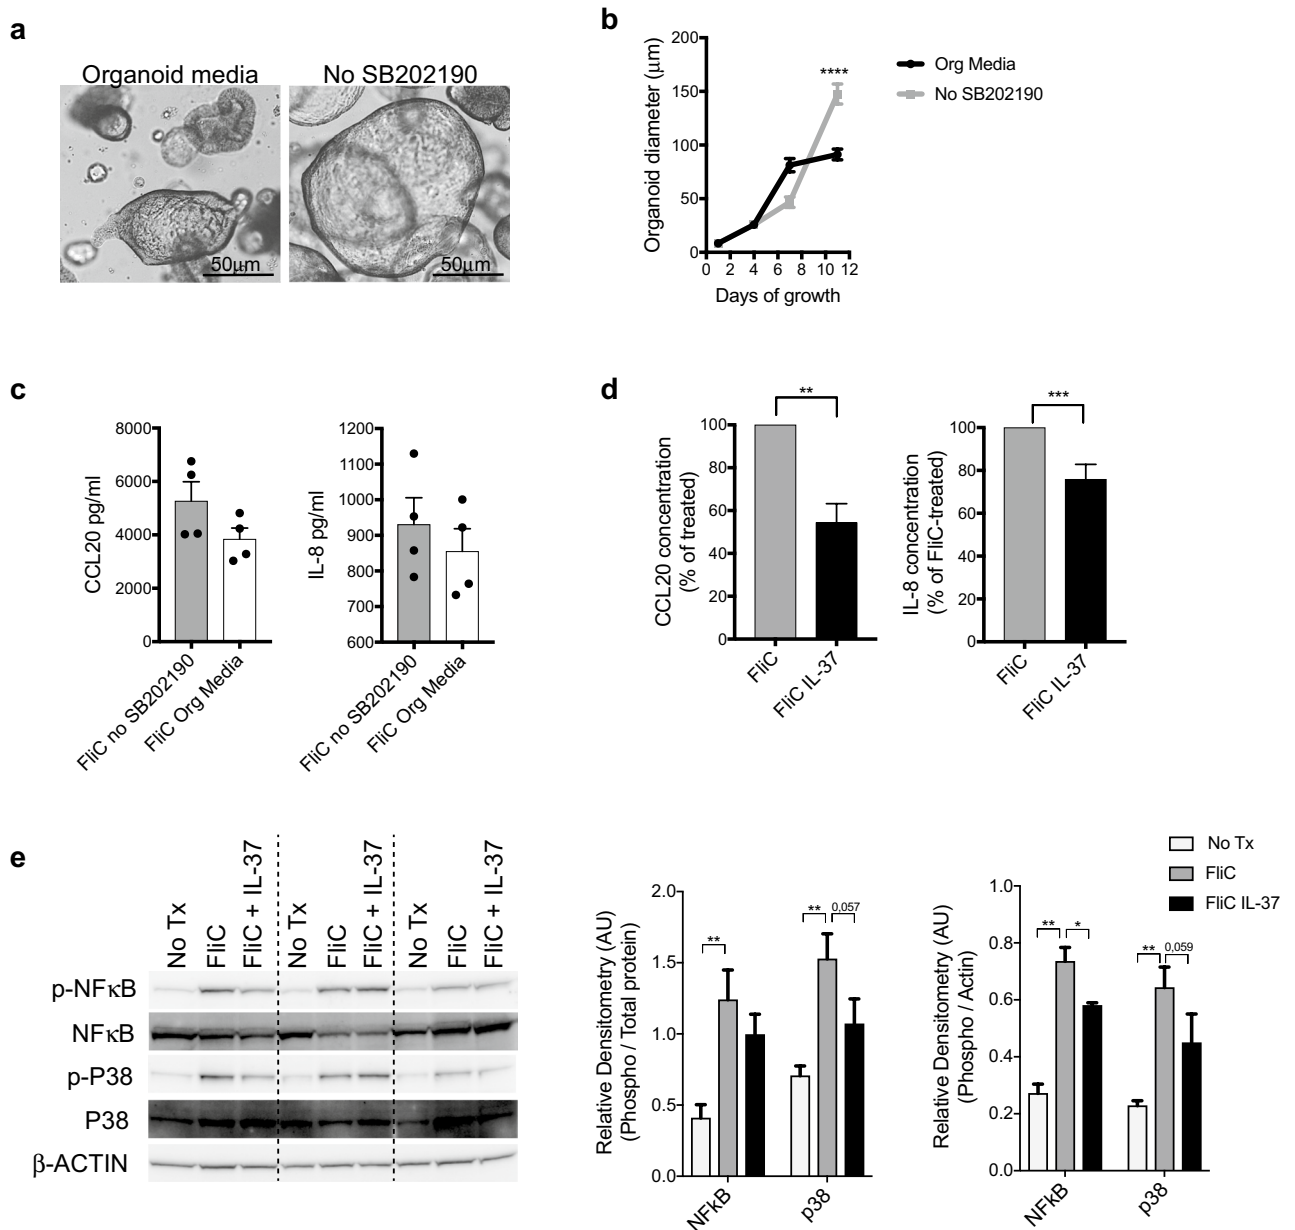 a
Organoid media
No SB202190
50μm
50μm
b
Organoid diameter (μm)
200
150
100
50
0
0 2 4 6 8 10 12
Days of growth
****
Org Media
No SB202190
c
CCL20 pg/ml
8000
6000
4000
2000
0
FliC no SB202190
FliC Org Media
IL-8 pg/ml
1200
1100
1000
900
800
700
600
FliC no SB202190
FliC Org Media
d
CCL20 concentration
(% of treated)
100
80
60
40
20
0
**
FliC
FliC IL-37
IL-8 concentration
(% of FliC-treated)
100
80
60
40
20
0
***
FliC
FliC IL-37
e
No Tx
FliC
FliC + IL-37
No Tx
FliC
FliC + IL-37
No Tx
FliC
FliC + IL-37
p-NFκB
NFκB
p-P38
P38
β-ACTIN
Relative Densitometry (AU)
(Phospho / Total protein)
2.0
1.5
1.0
0.5
0.0
**
**
0,057
NFkB
p38
Relative Densitometry (AU)
(Phospho / Actin)
1.0
0.8
0.6
0.4
0.2
0.0
**
*
**
0,059
NFkB
p38
No Tx
FliC
FliC IL-37